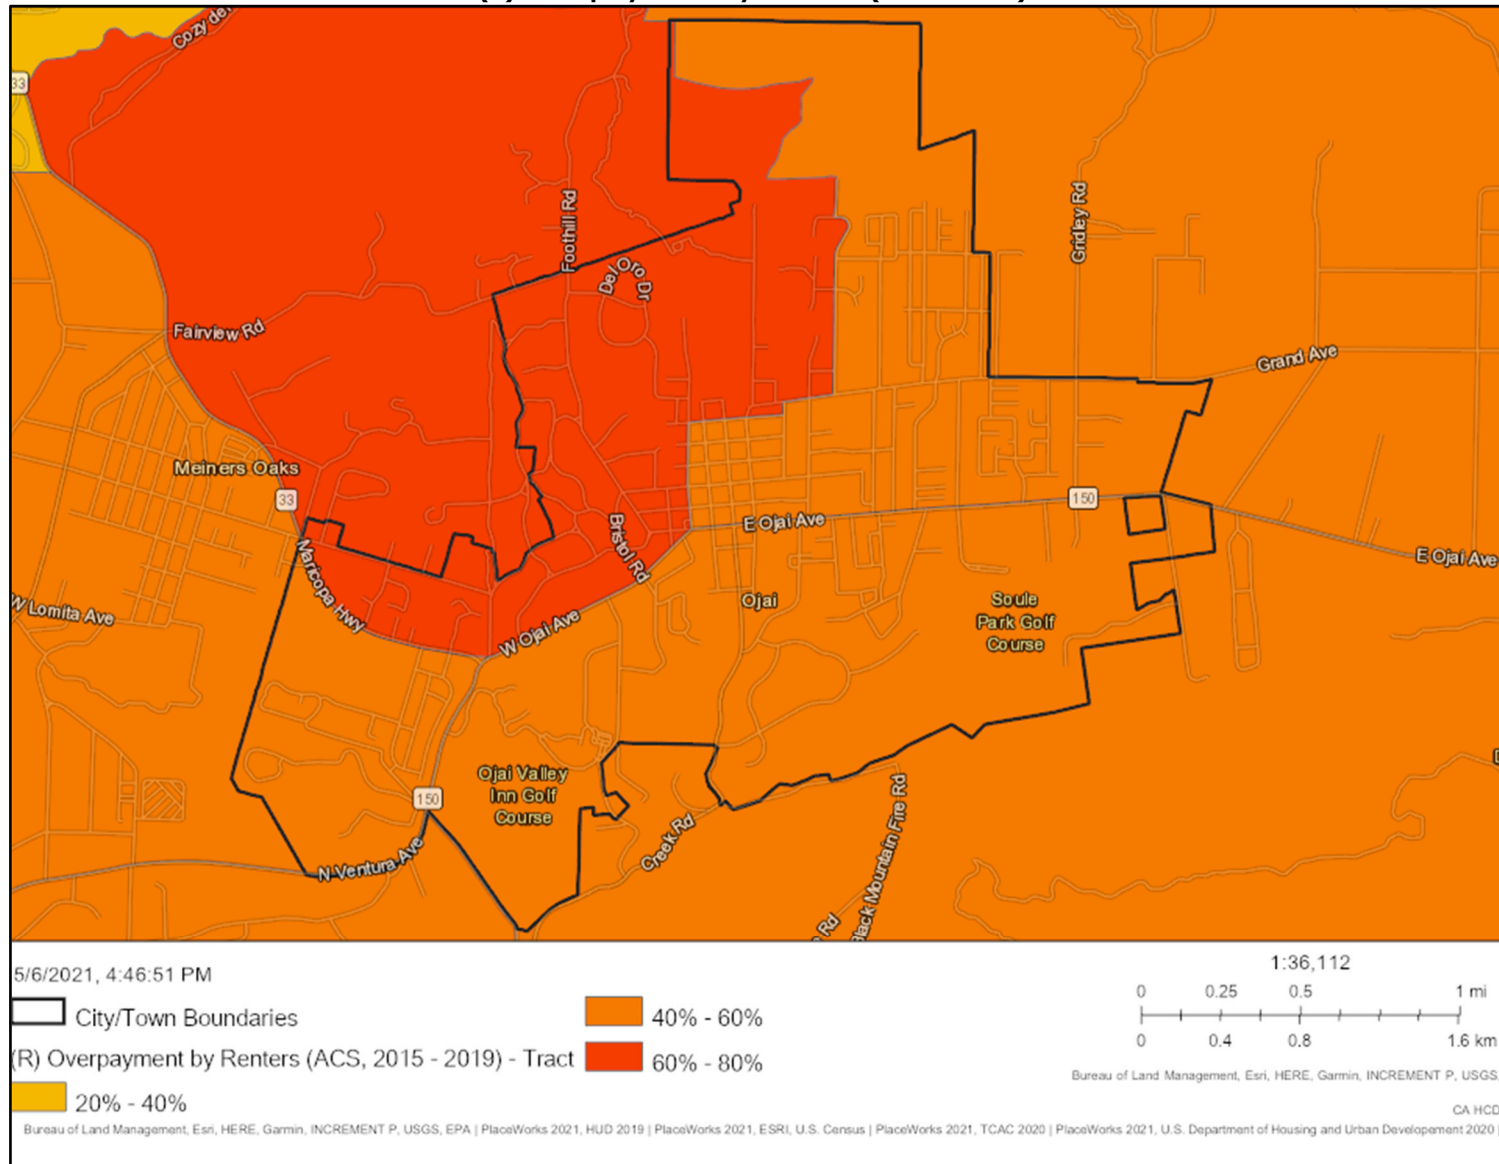 Cozy de
33
Foothill Rd
Del Oro Dr
Gridley Rd
Fairview Rd
Grand Ave
Meiners Oaks
33
150
E Ojai Ave
E Ojai Ave
Maricopa Hwy
Bristol Rd
W Lomita Ave
Ojai
Soule
Park Golf
Course
W Ojai Ave
Ojai Valley
Inn Golf
Course
150
Creek Rd
N Ventura Ave
Black Mountain Fire Rd
Rd
5/6/2021, 4:46:51 PM
City/Town Boundaries
(R) Overpayment by Renters (ACS, 2015 - 2019) - Tract
20% - 40%
40% - 60%
60% - 80%
1:36,112
0 0.25 0.5 1 mi
0 0.4 0.8 1.6 km
Bureau of Land Management, Esri, HERE, Garmin, INCREMENT P, USGS,
CA HCD
Bureau of Land Management, Esri, HERE, Garmin, INCREMENT P, USGS, EPA | PlaceWorks 2021, HUD 2019 | PlaceWorks 2021, ESRI, U.S. Census | PlaceWorks 2021, TCAC 2020 | PlaceWorks 2021, U.S. Department of Housing and Urban Developement 2020 |